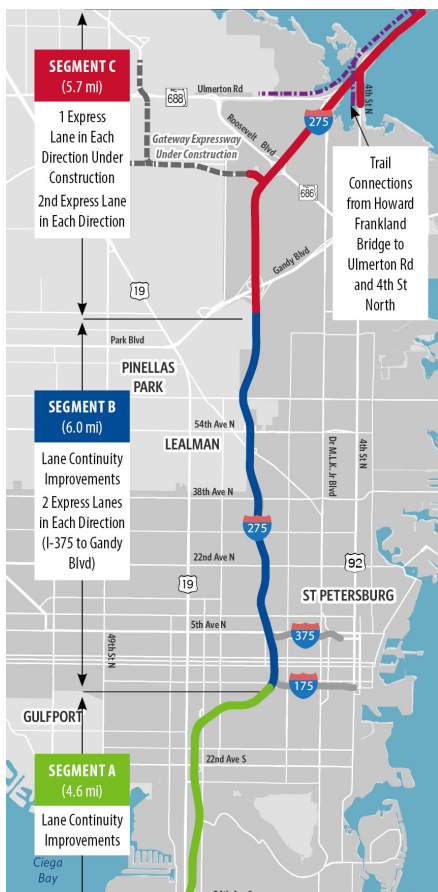 SEGMENT C
(5.7 mi)
1 Express
Lane in Each
Direction Under
Construction
2nd Express Lane
in Each Direction
688
Ulmerton Rd
Gateway Expressway
Under Construction
Roosevelt Blvd
275
4th St N
686
Trail
Connections
from Howard
Frankland
Bridge to
Ulmerton Rd
and 4th St
North
Gandy Blvd
19
Park Blvd
PINELLAS
PARK
SEGMENT B
(6.0 mi)
Lane Continuity
Improvements
2 Express Lanes
in Each Direction
(I-375 to Gandy
Blvd)
54th Ave N
LEALMAN
Dr M.L.K. Jr Blvd
4th St N
38th Ave N
275
22nd Ave N
92
19
ST PETERSBURG
5th Ave N
375
49th St N
175
GULFPORT
22nd Ave S
SEGMENT A
(4.6 mi)
Lane Continuity
Improvements
Ciega
Bay